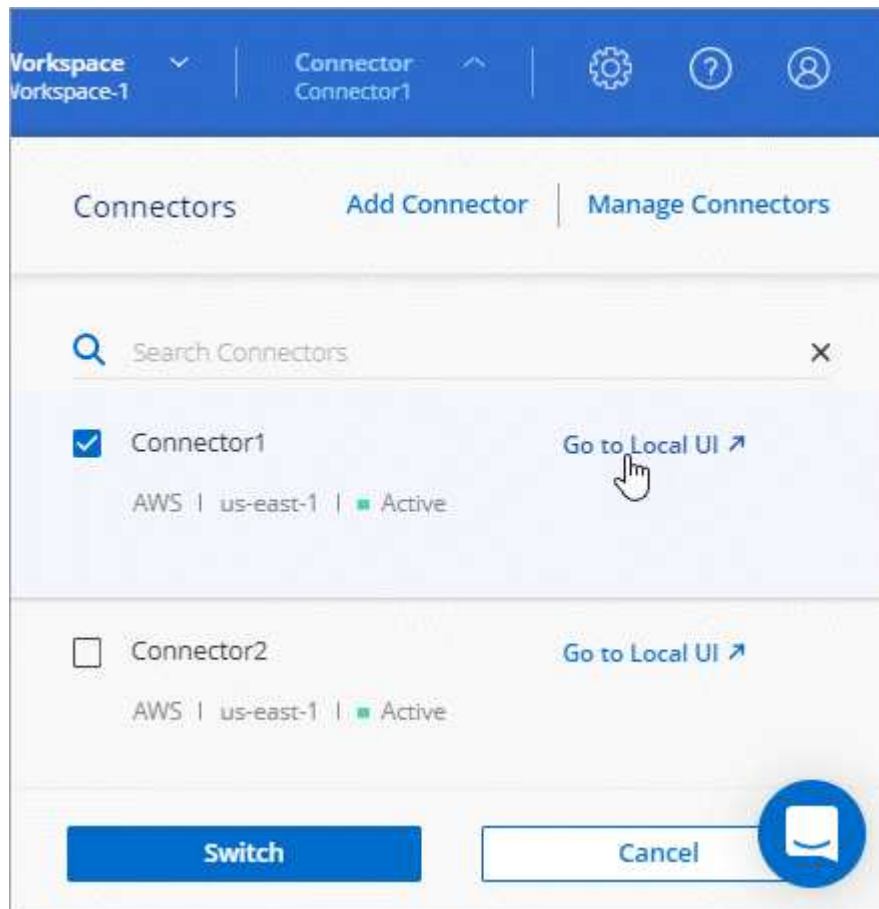 Workspace
Workspace-1
Connector
Connector1
Connectors
Add Connector
Manage Connectors
Search Connectors
Connector1
Go to Local UI
AWS | us-east-1 | Active
Connector2
Go to Local UI
AWS | us-east-1 | Active
Switch
Cancel